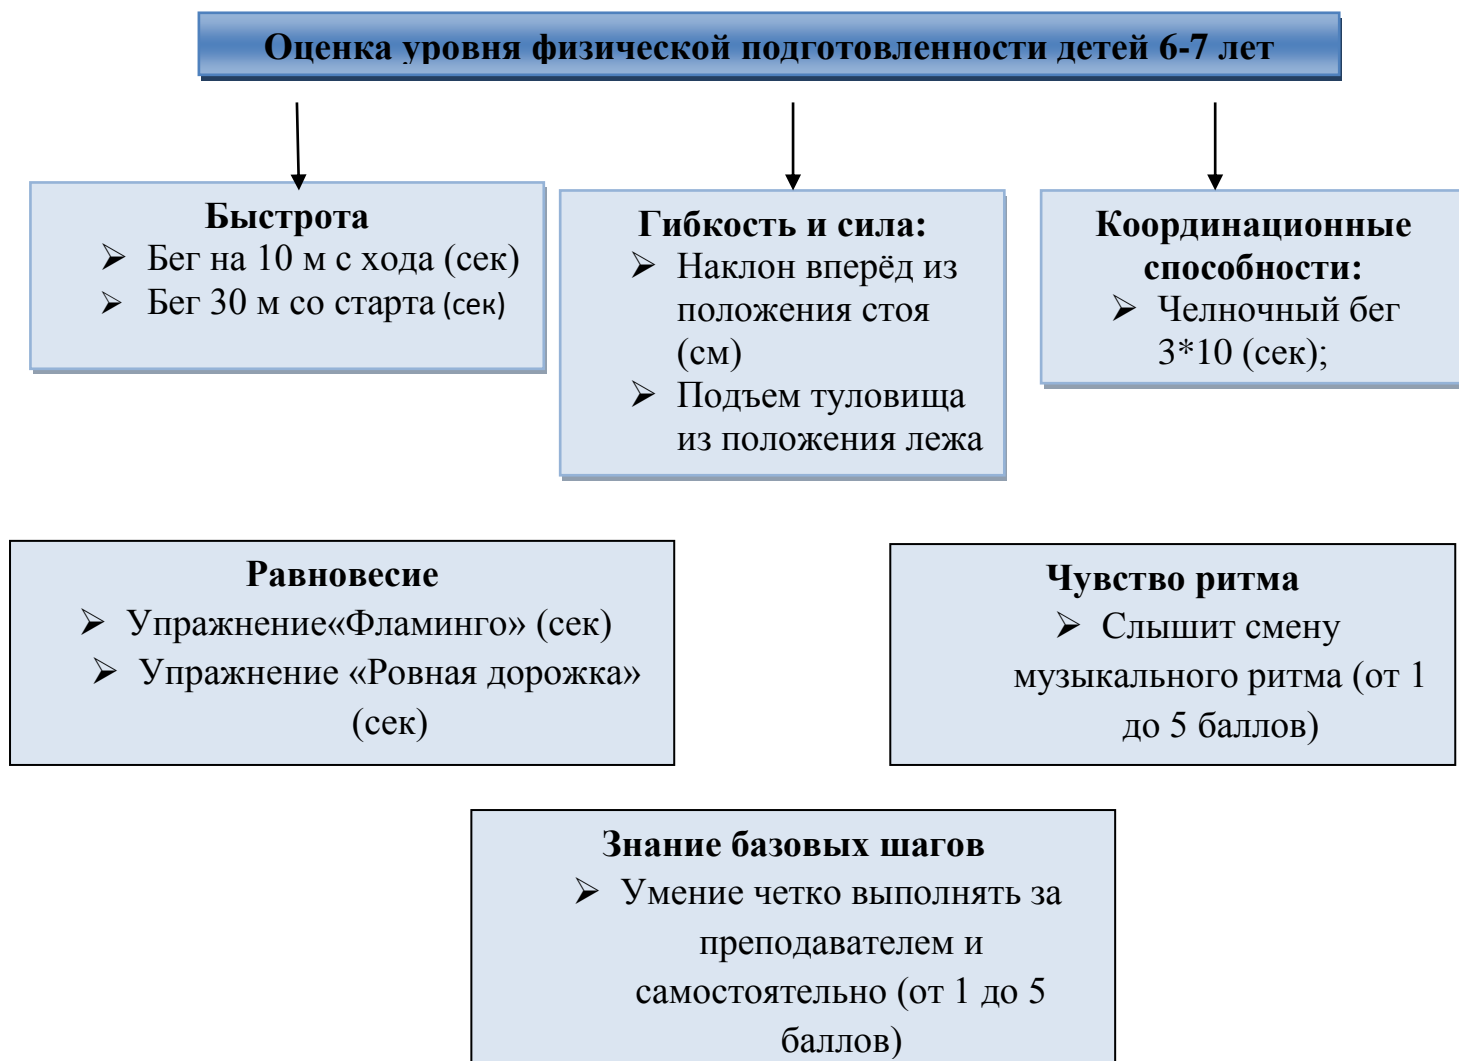 Оценка уровня физической подготовленности детей 6-7 лет
Быстрота
➢ Бег на 10 м с хода (сек)
➢ Бег 30 м со старта (сек)
Гибкость и сила:
➢ Наклон вперёд из
положения стоя
(см)
➢ Подъем туловища
из положения лежа
Координационные
способности:
➢ Челночный бег
3*10 (сек);
Равновесие
➢ Упражнение«Фламинго» (сек)
➢ Упражнение «Ровная дорожка»
(сек)
Чувство ритма
➢ Слышит смену
музыкального ритма (от 1
до 5 баллов)
Знание базовых шагов
➢ Умение четко выполнять за
преподавателем и
самостоятельно (от 1 до 5
баллов)